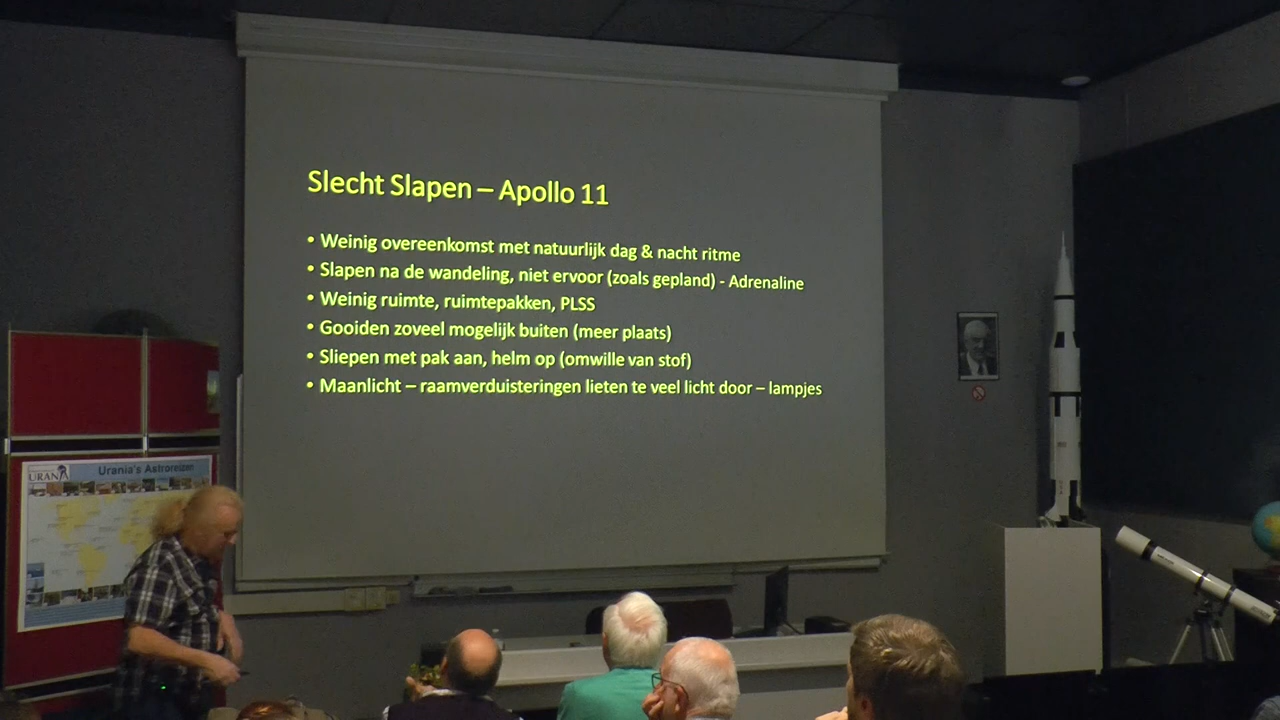 Slecht Slapen – Apollo 11
• Weinig overeenkomst met natuurlijk dag & nacht ritme
• Slapen na de wandeling, niet ervoor (zoals gepland) - Adrenaline
• Weinig ruimte, ruimtepakken, PLSS
• Gooiden zoveel mogelijk buiten (meer plaats)
• Sliepen met pak aan, helm op (omwille van stof)
• Maanlicht – raamverduisteringen lieten te veel licht door – lampjes
URANIA
Urania's Astroreizen